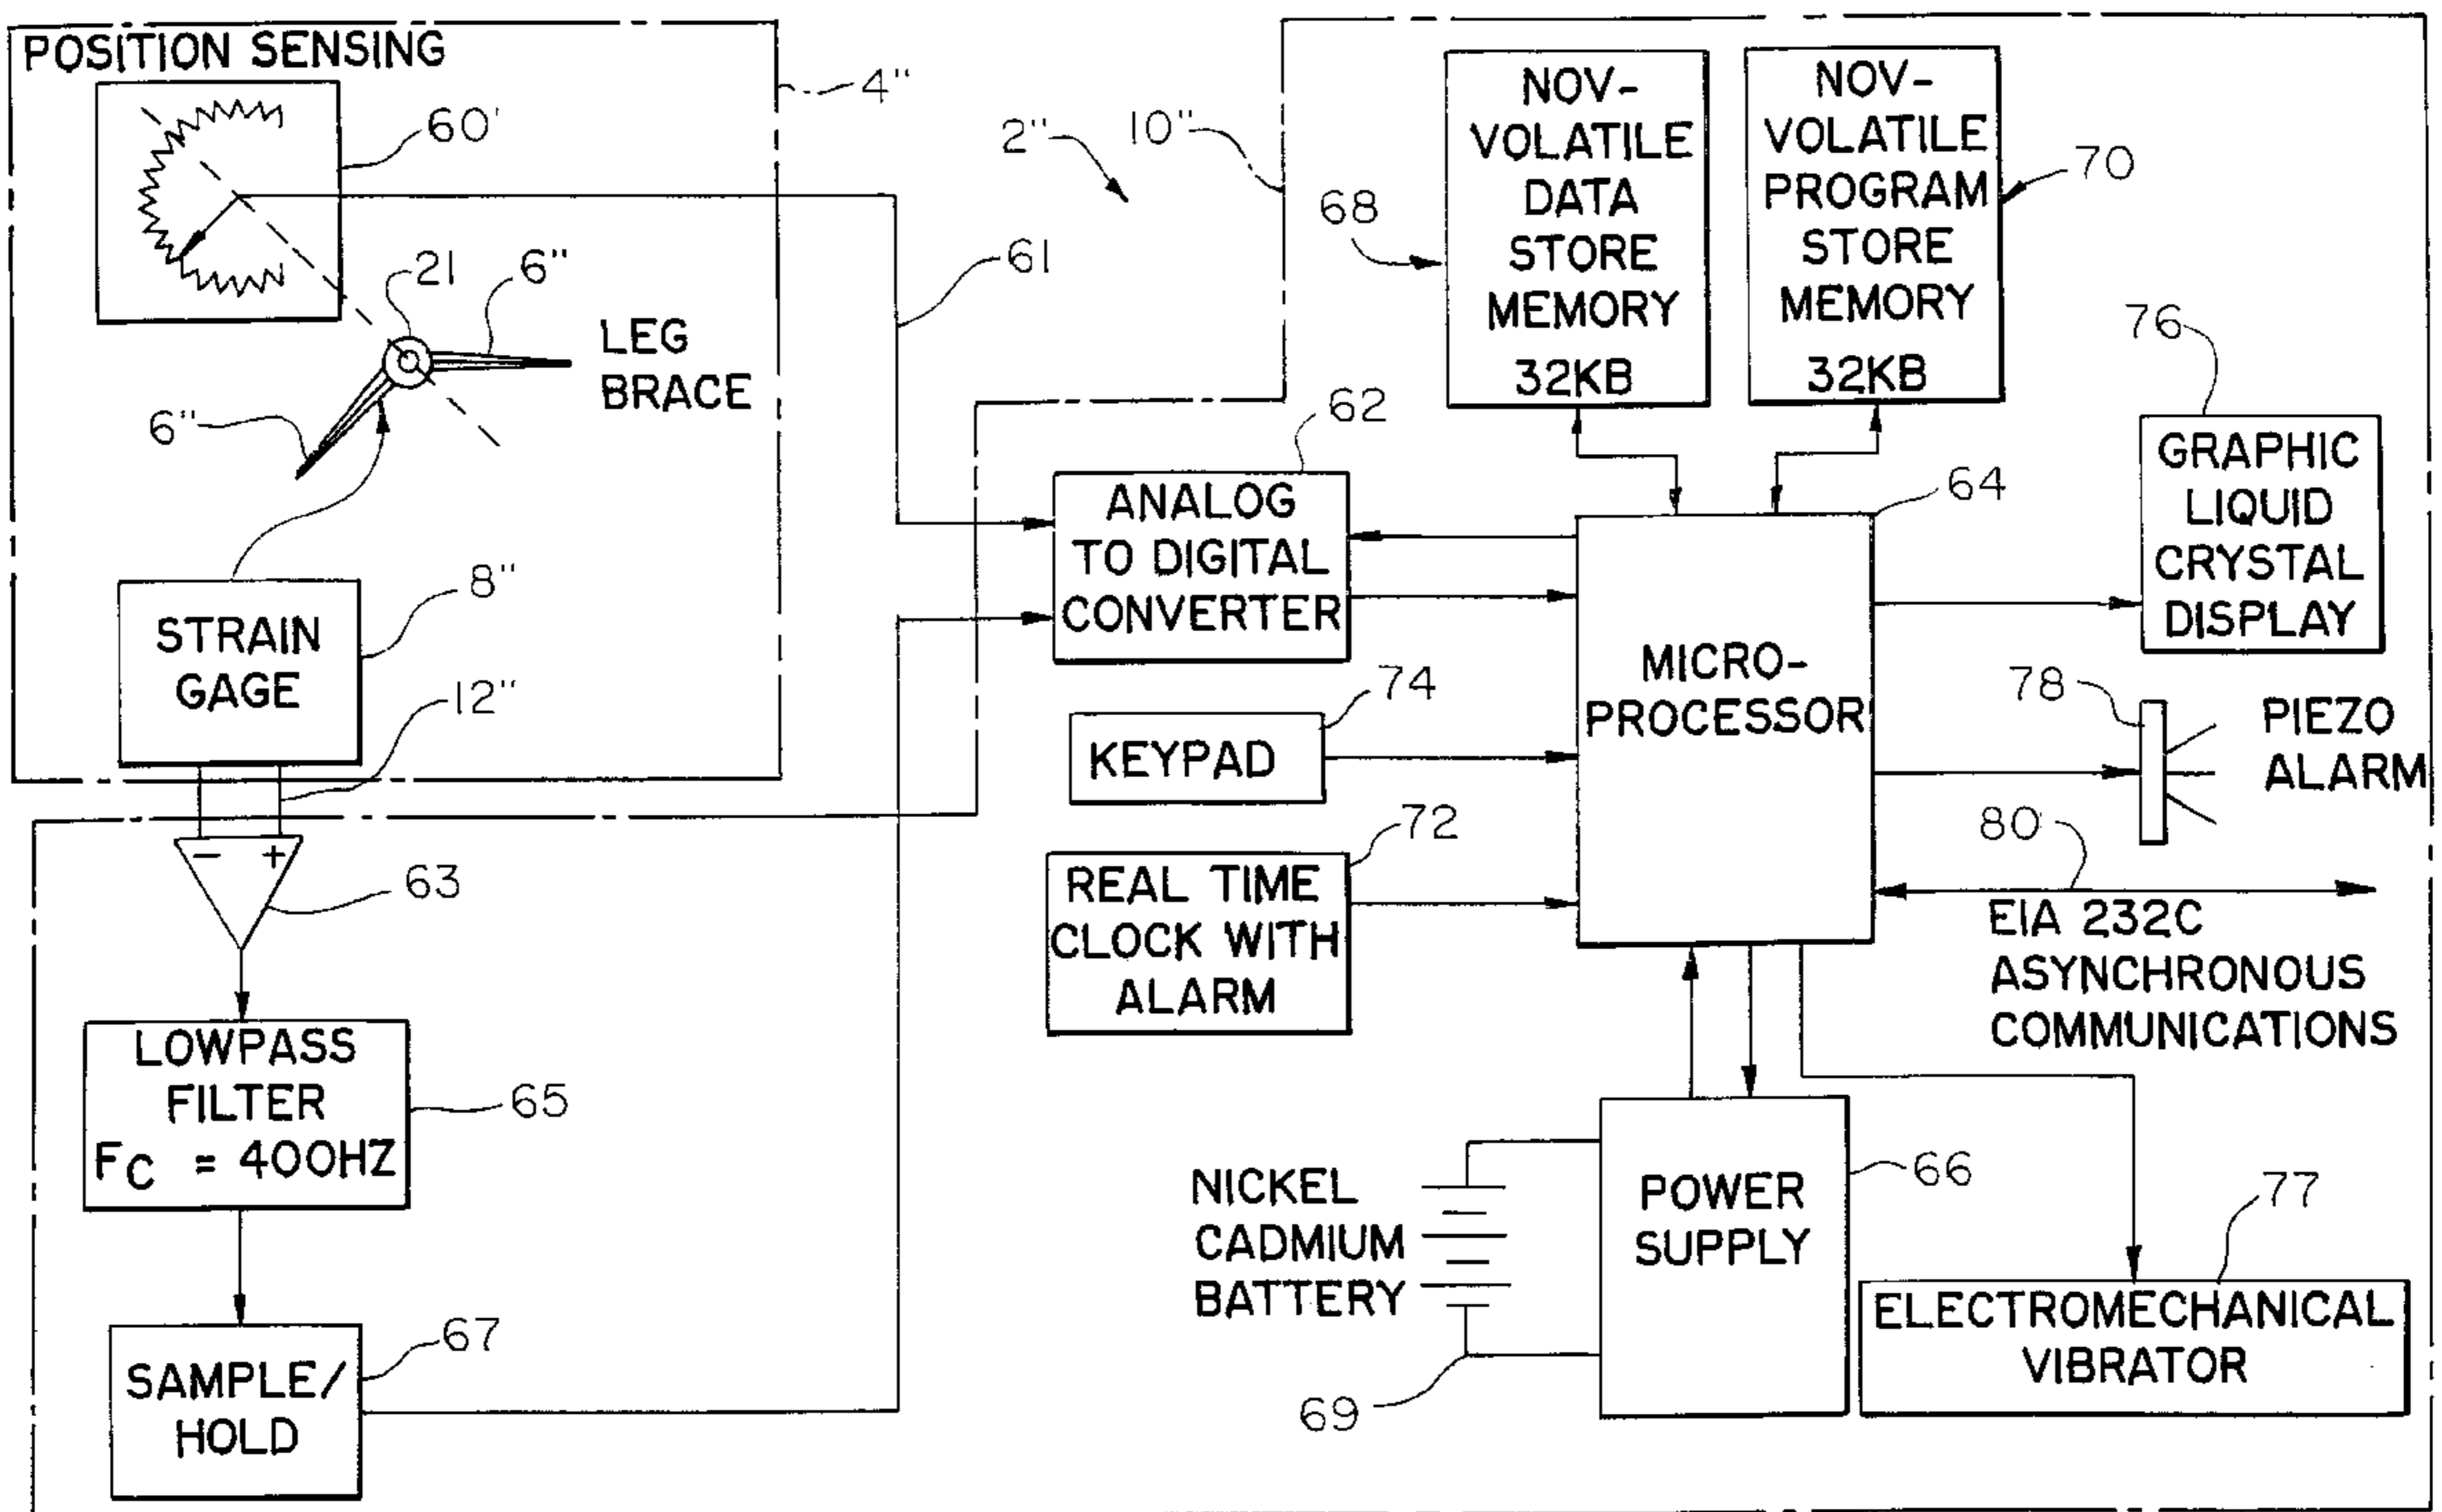 POSITION SENSING
4"
60'
21
6"
LEG
BRACE
6"
61
2"
10"
STRAIN
GAGE
8"
12"
- +
63
LOWPASS
FILTER
FC = 400HZ
65
SAMPLE/
HOLD
67
NOV-
VOLATILE
DATA
STORE
MEMORY
32KB
68
NOV-
VOLATILE
PROGRAM
STORE
MEMORY
32KB
70
62
ANALOG
TO DIGITAL
CONVERTER
64
MICRO-
PROCESSOR
76
GRAPHIC
LIQUID
CRYSTAL
DISPLAY
74
KEYPAD
78
PIEZO
ALARM
72
REAL TIME
CLOCK WITH
ALARM
80'
EIA 232C
ASYNCHRONOUS
COMMUNICATIONS
NICKEL
CADMIUM
BATTERY
69
POWER
SUPPLY
66
77
ELECTROMECHANICAL
VIBRATOR